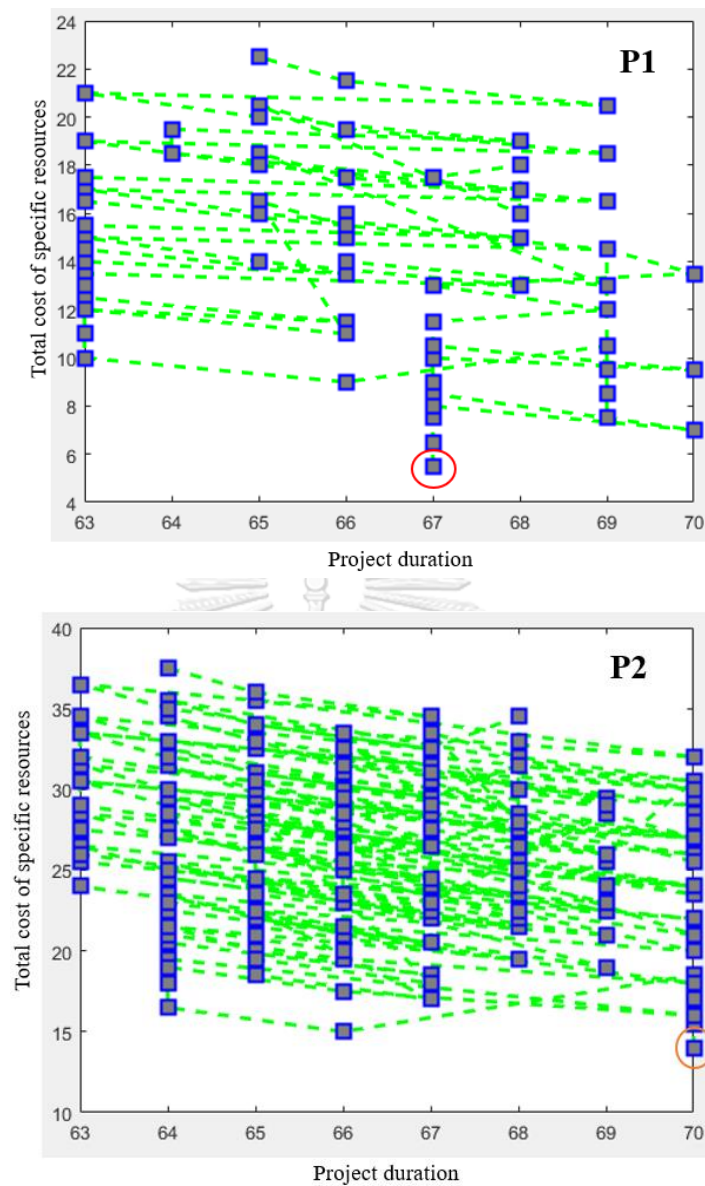 24
22
20
18
16
14
12
10
8
6
4
Total cost of specific resources
P1
63 64 65 66 67 68 69 70
Project duration
40
35
30
25
20
15
10
Total cost of specific resources
P2
63 64 65 66 67 68 69 70
Project duration